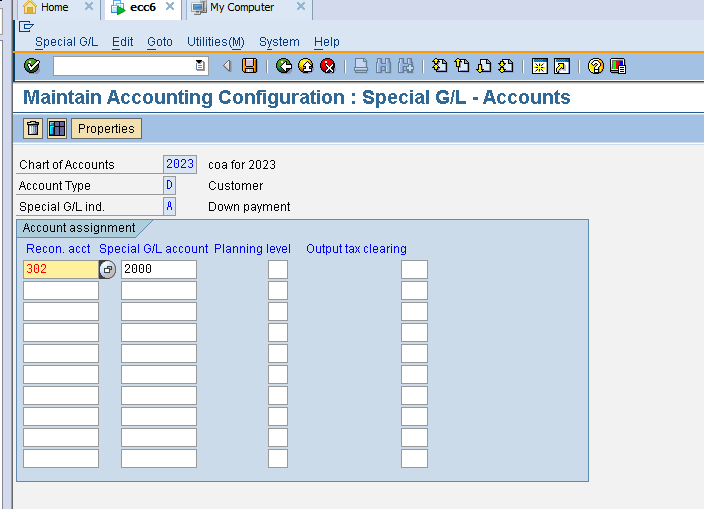 Home ecc6 My Computer
Special G/L Edit Goto Utilities(M) System Help
Maintain Accounting Configuration : Special G/L - Accounts
Properties
Chart of Accounts 2023 coa for 2023
Account Type D Customer
Special G/L ind. A Down payment
Account assignment
Recon. acct Special G/L account Planning level Output tax clearing
302 2000